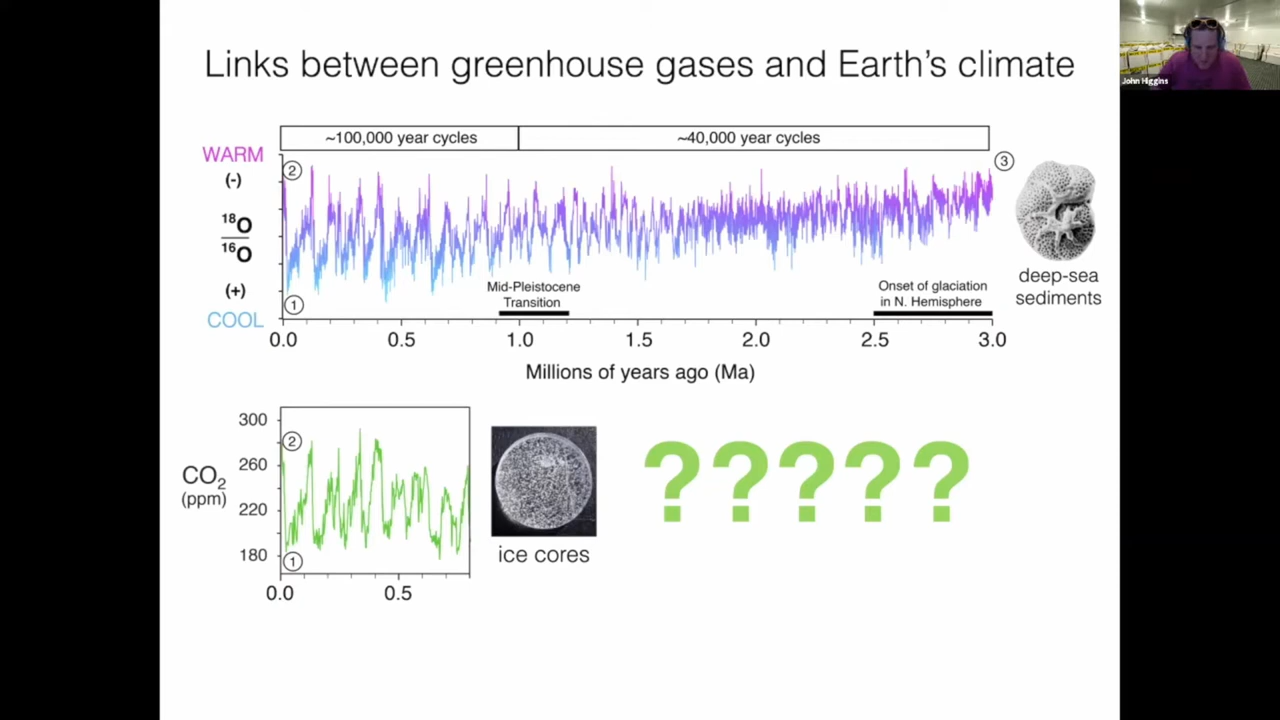 Links between greenhouse gases and Earth's climate
John Higgins
~100,000 year cycles
~40,000 year cycles
WARM
(-)
18O
16O
(+)
COOL
2
1
3
Mid-Pleistocene
Transition
Onset of glaciation
in N. Hemisphere
deep-sea
sediments
0.0 0.5 1.0 1.5 2.0 2.5 3.0
Millions of years ago (Ma)
CO2
(ppm)
300
260
220
180
2
1
0.0 0.5
ice cores
?????